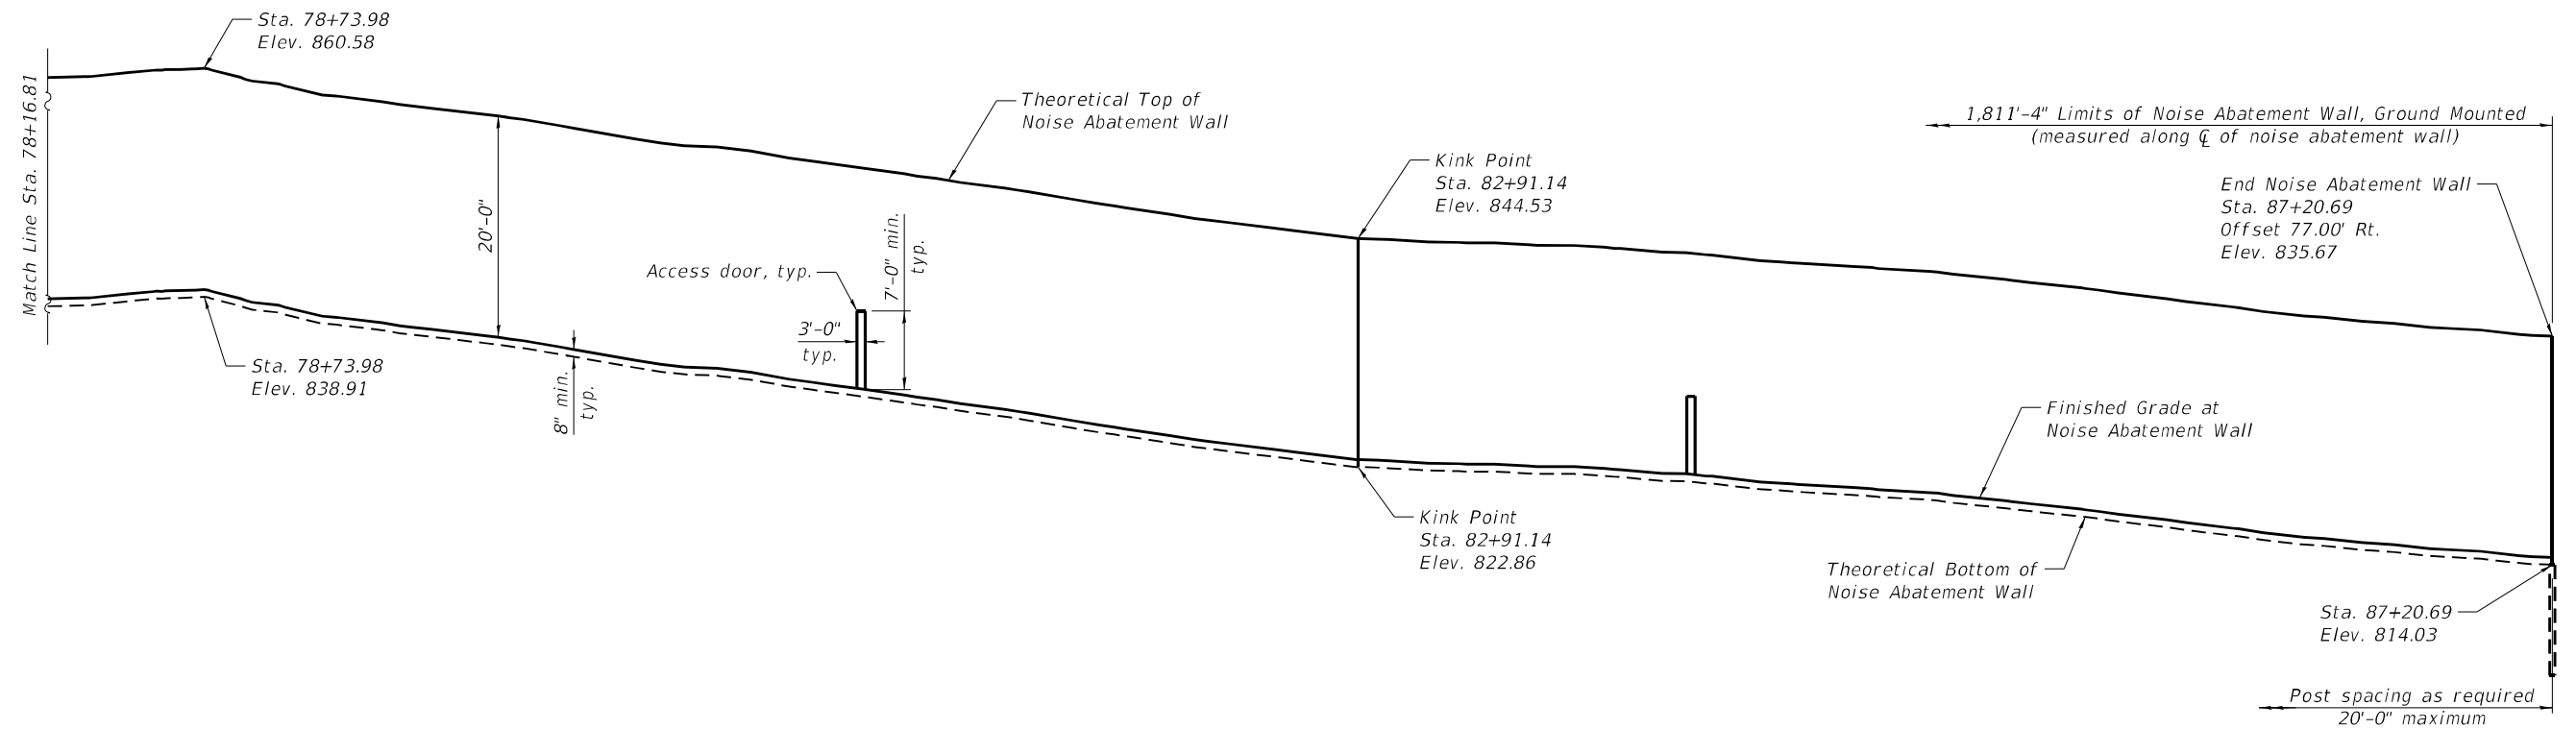 Sta. 78+73.98
Elev. 860.58
Match Line Sta. 78+16.81
Theoretical Top of
Noise Abatement Wall
1,811'-4" Limits of Noise Abatement Wall, Ground Mounted
(measured along ℄ of noise abatement wall)
Kink Point
Sta. 82+91.14
Elev. 844.53
End Noise Abatement Wall
Sta. 87+20.69
Offset 77.00' Rt.
Elev. 835.67
20'-0"
7'-0" min.
typ.
Access door, typ.
3'-0"
typ.
Sta. 78+73.98
Elev. 838.91
8" min.
typ.
Finished Grade at
Noise Abatement Wall
Kink Point
Sta. 82+91.14
Elev. 822.86
Theoretical Bottom of
Noise Abatement Wall
Sta. 87+20.69
Elev. 814.03
Post spacing as required
20'-0" maximum